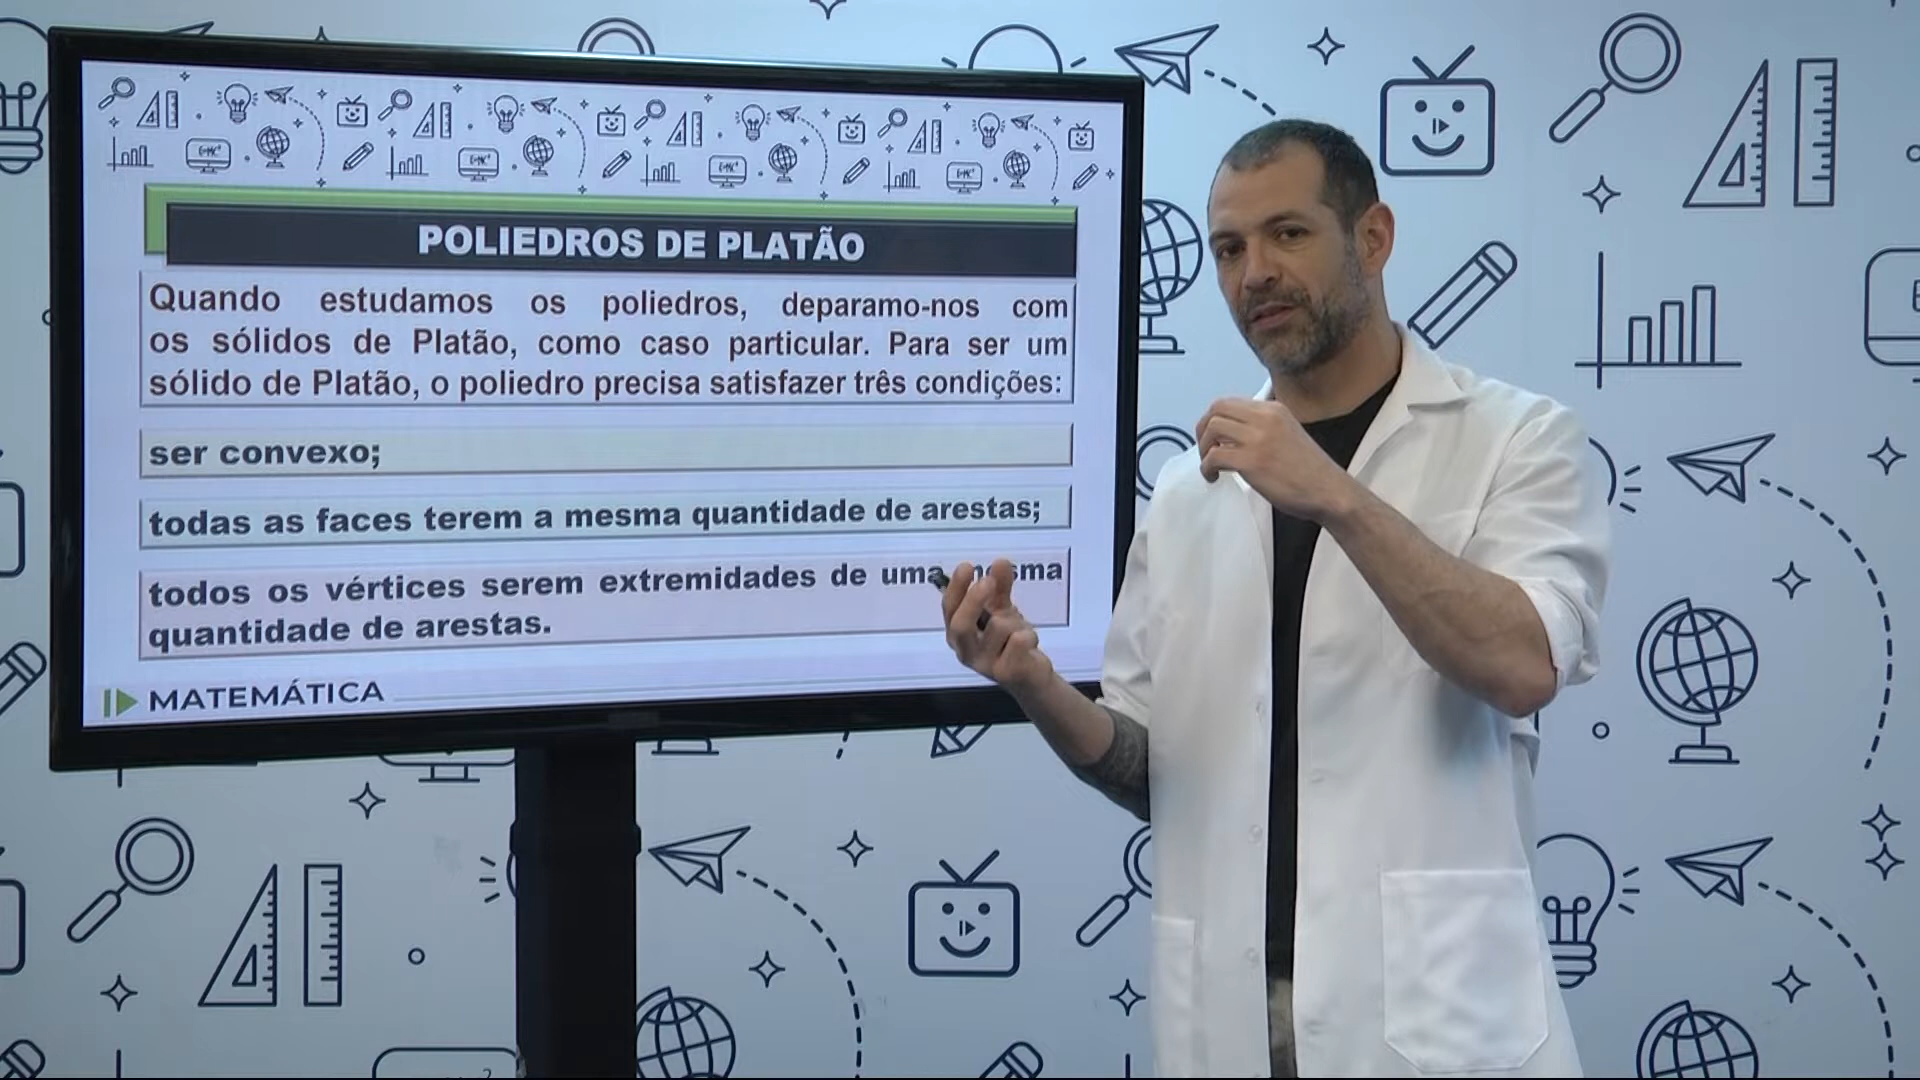 POLIEDROS DE PLATÃO
Quando estudamos os poliedros, deparamo-nos com
os sólidos de Platão, como caso particular. Para ser um
sólido de Platão, o poliedro precisa satisfazer três condições:
ser convexo;
todas as faces terem a mesma quantidade de arestas;
todos os vértices serem extremidades de uma mesma
quantidade de arestas.
MATEMÁTICA